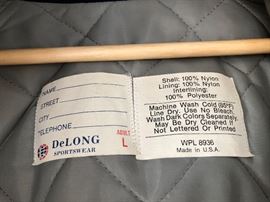 NAME
STREET
CITY
TELEPHONE
DeLONG
SPORTSWEAR
ADULT
L
Shell: 100% Nylon
Lining: 100% Nylon
Interlining:
100% Polyester
Machine Wash Cold (85°F)
Line Dry. Use No Bleach.
Wash Dark Colors Separately
May Be Dry Cleaned If
Not Lettered Or Printed
WPL 8936
Made in U.S.A.